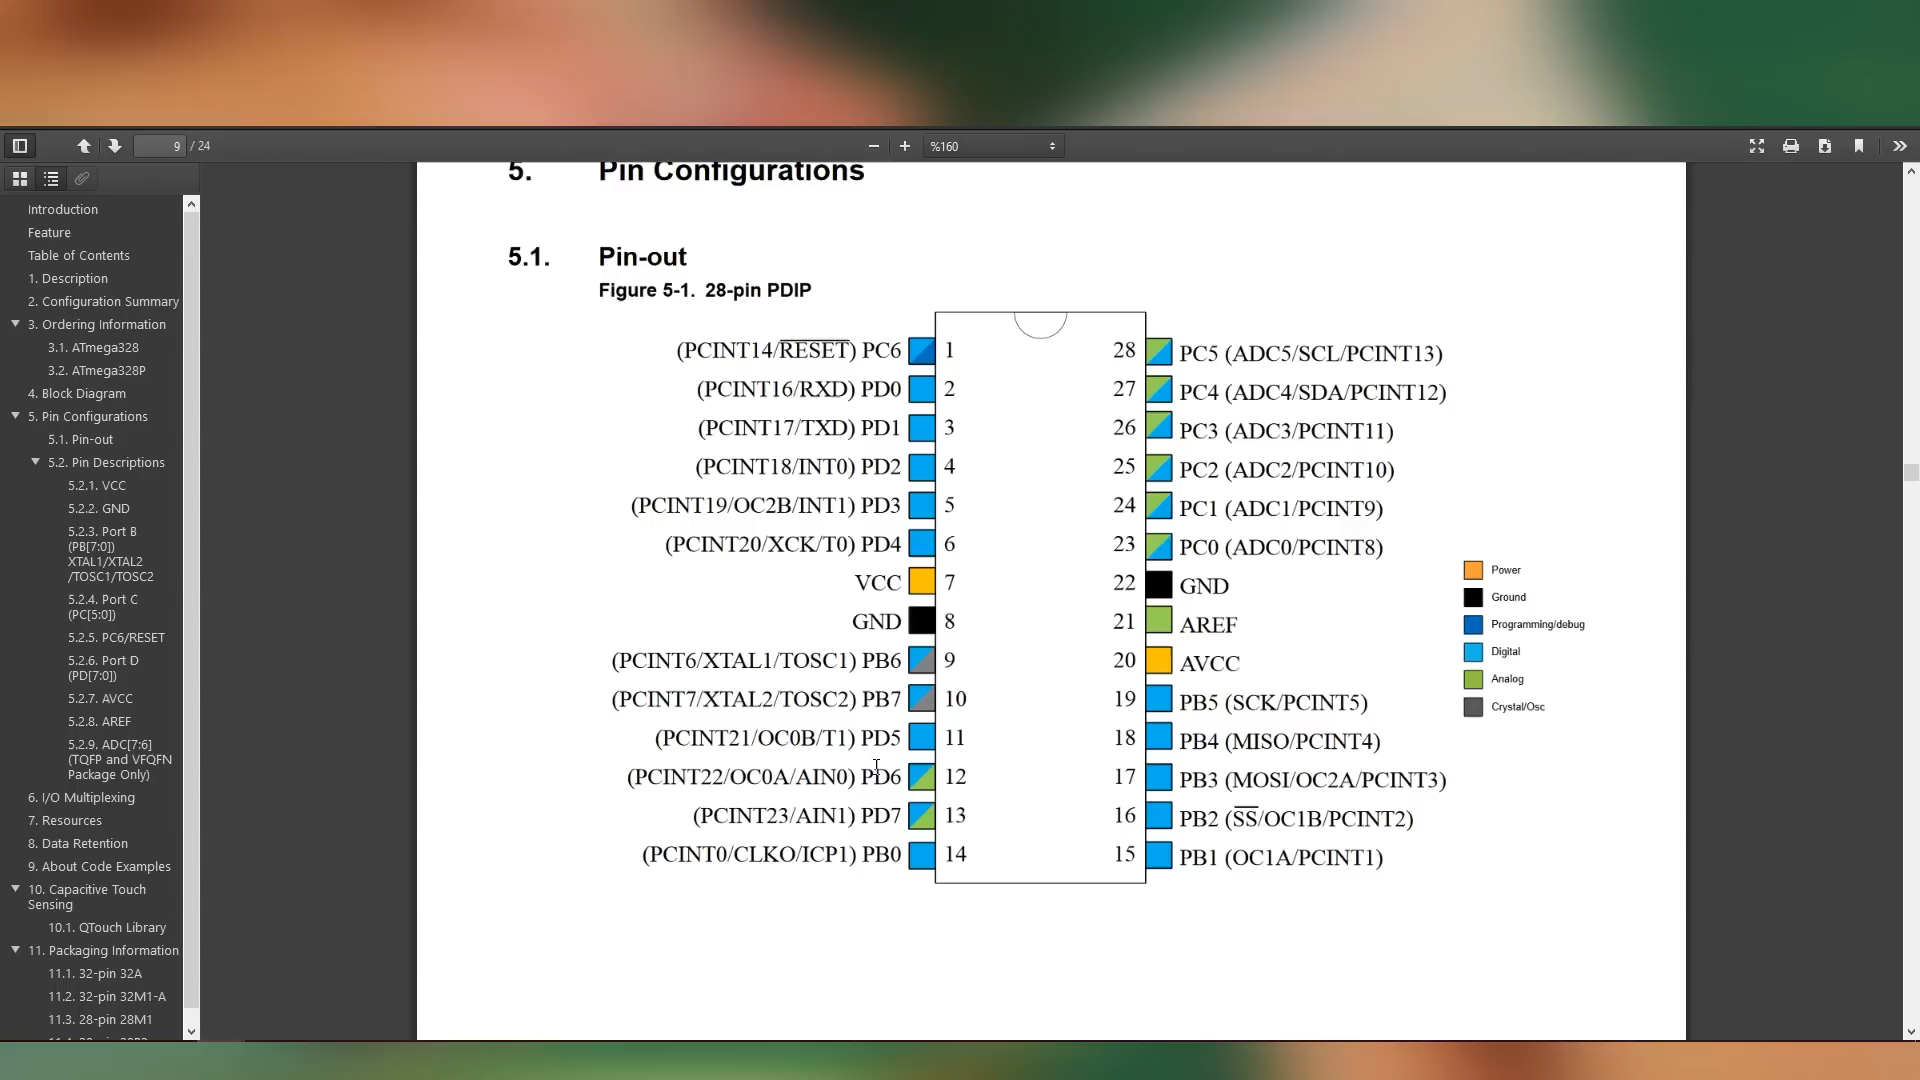 9 / 24
%160
Introduction
Feature
Table of Contents
1. Description
2. Configuration Summary
3. Ordering Information
3.1. ATmega328
3.2. ATmega328P
4. Block Diagram
5. Pin Configurations
5.1. Pin-out
5.2. Pin Descriptions
5.2.1. VCC
5.2.2. GND
5.2.3. Port B
(PB[7:0])
XTAL1/XTAL2
/TOSC1/TOSC2
5.2.4. Port C
(PC[5:0])
5.2.5. PC6/RESET
5.2.6. Port D
(PD[7:0])
5.2.7. AVCC
5.2.8. AREF
5.2.9. ADC[7:6]
(TQFP and VFQFN
Package Only)
6. I/O Multiplexing
7. Resources
8. Data Retention
9. About Code Examples
10. Capacitive Touch
Sensing
10.1. QTouch Library
11. Packaging Information
11.1. 32-pin 32A
11.2. 32-pin 32M1-A
11.3. 28-pin 28M1
5. Pin Configurations
5.1. Pin-out
Figure 5-1. 28-pin PDIP
(PCINT14/RESET) PC6 1 28 PC5 (ADC5/SCL/PCINT13)
(PCINT16/RXD) PD0 2 27 PC4 (ADC4/SDA/PCINT12)
(PCINT17/TXD) PD1 3 26 PC3 (ADC3/PCINT11)
(PCINT18/INT0) PD2 4 25 PC2 (ADC2/PCINT10)
(PCINT19/OC2B/INT1) PD3 5 24 PC1 (ADC1/PCINT9)
(PCINT20/XCK/T0) PD4 6 23 PC0 (ADC0/PCINT8)
VCC 7 22 GND
GND 8 21 AREF
(PCINT6/XTAL1/TOSC1) PB6 9 20 AVCC
(PCINT7/XTAL2/TOSC2) PB7 10 19 PB5 (SCK/PCINT5)
(PCINT21/OC0B/T1) PD5 11 18 PB4 (MISO/PCINT4)
(PCINT22/OC0A/AIN0) PD6 12 17 PB3 (MOSI/OC2A/PCINT3)
(PCINT23/AIN1) PD7 13 16 PB2 (SS/OC1B/PCINT2)
(PCINT0/CLKO/ICP1) PB0 14 15 PB1 (OC1A/PCINT1)
Power
Ground
Programming/debug
Digital
Analog
Crystal/Osc